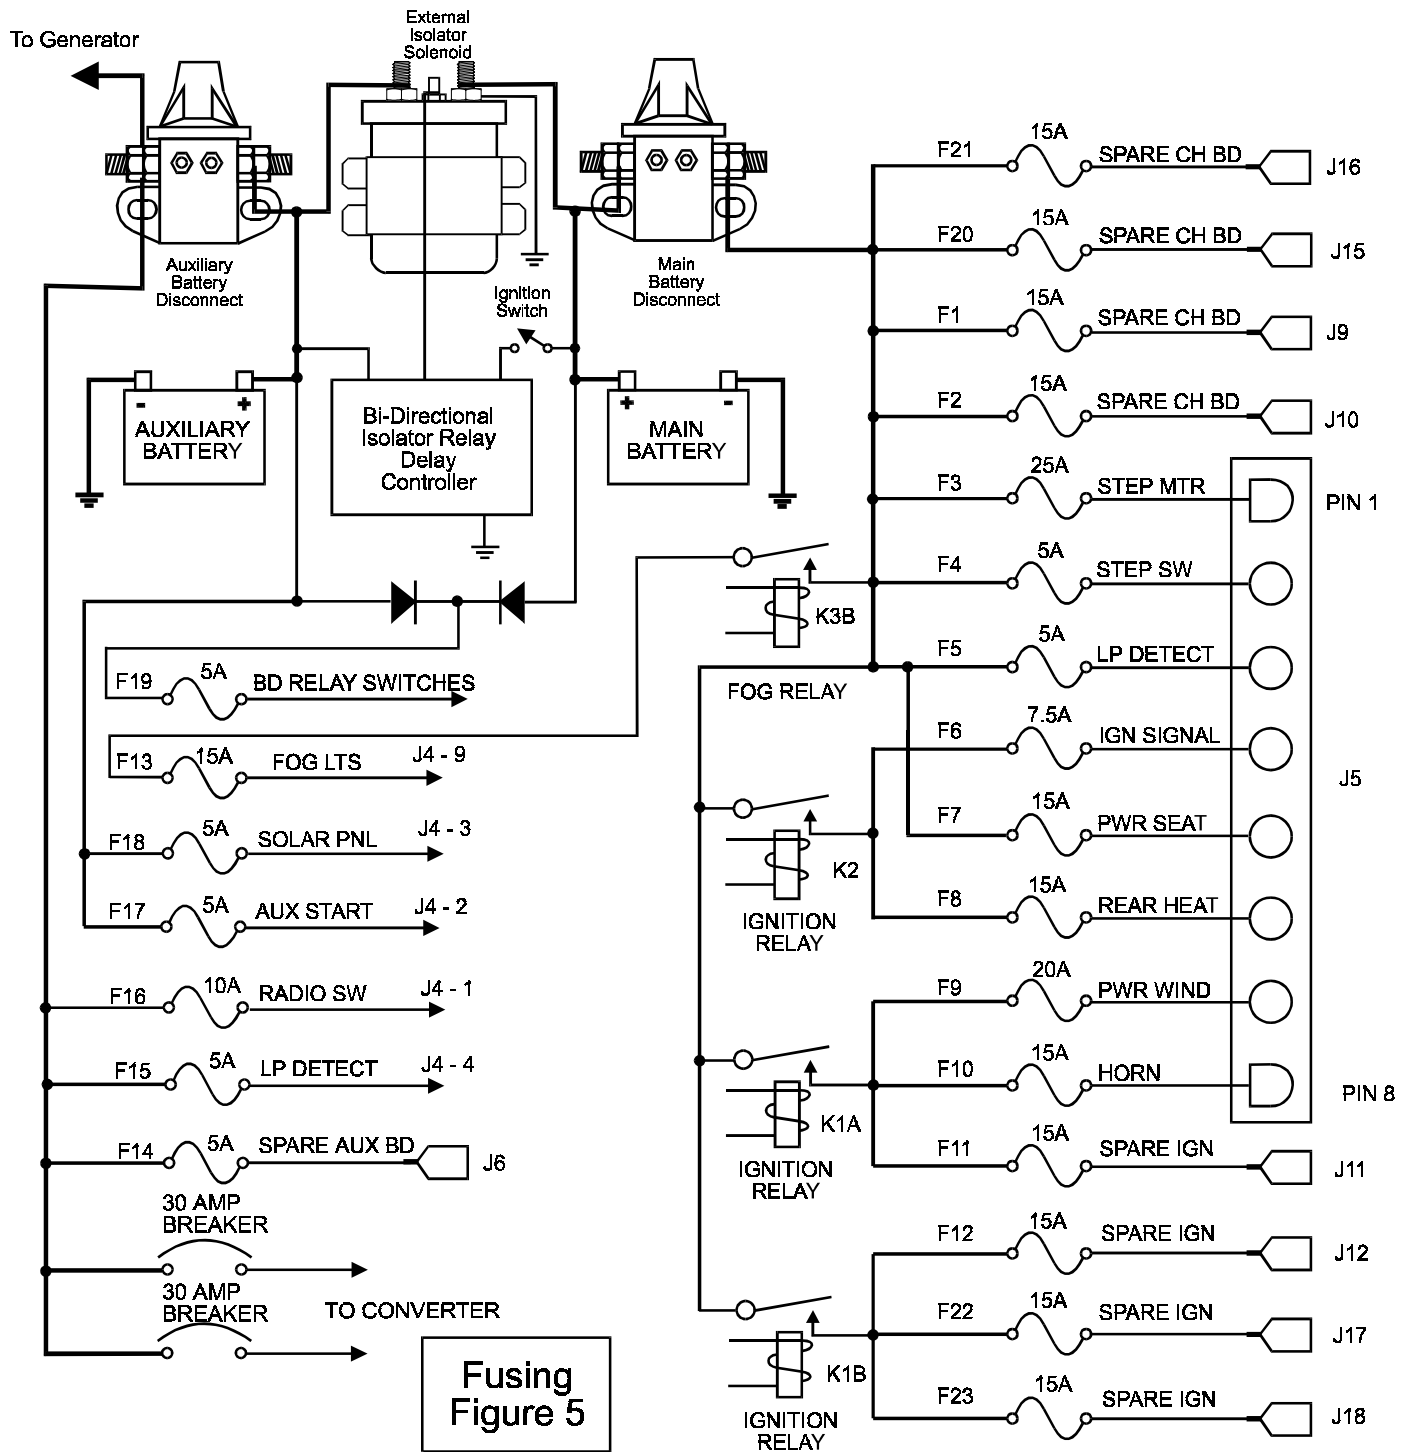 To Generator
External
Isolator
Solenoid
Auxiliary
Battery
Disconnect
Main
Battery
Disconnect
Ignition
Switch
-
+
AUXILIARY
BATTERY
Bi-Directional
Isolator Relay
Delay
Controller
+
-
MAIN
BATTERY
F19
5A
BD RELAY SWITCHES
F13
15A
FOG LTS
J4 - 9
F18
5A
SOLAR PNL
J4 - 3
F17
5A
AUX START
J4 - 2
F16
10A
RADIO SW
J4 - 1
F15
5A
LP DETECT
J4 - 4
F14
5A
SPARE AUX BD
J6
30 AMP
BREAKER
30 AMP
BREAKER
TO CONVERTER
Fusing
Figure 5
K3B
FOG RELAY
K2
IGNITION
RELAY
K1A
IGNITION
RELAY
K1B
IGNITION
RELAY
F21
15A
SPARE CH BD
J16
F20
15A
SPARE CH BD
J15
F1
15A
SPARE CH BD
J9
F2
15A
SPARE CH BD
J10
F3
25A
STEP MTR
PIN 1
F4
5A
STEP SW
F5
5A
LP DETECT
F6
7.5A
IGN SIGNAL
J5
F7
15A
PWR SEAT
F8
15A
REAR HEAT
F9
20A
PWR WIND
F10
15A
HORN
PIN 8
F11
15A
SPARE IGN
J11
F12
15A
SPARE IGN
J12
F22
15A
SPARE IGN
J17
F23
15A
SPARE IGN
J18